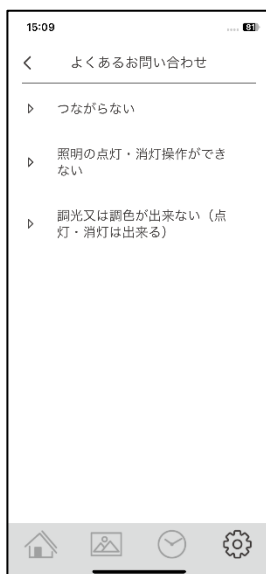 15:09
81
よくあるお問い合わせ
つながらない
照明の点灯・消灯操作ができ
ない
調光又は調色が出来ない（点
灯・消灯は出来る）